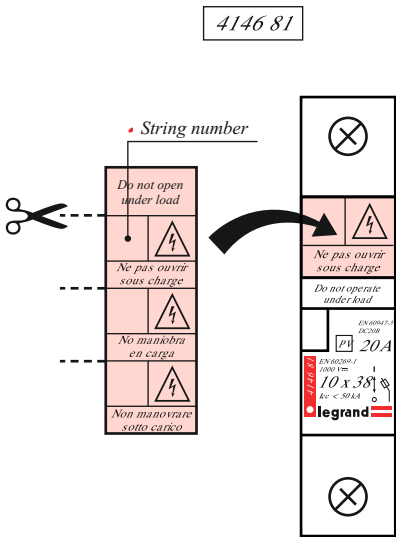 4146 81
String number
Do not open
under load
Ne pas ouvrir
sous charge
No maniobra
en carga
Non manovrare
sotto carico
Ne pas ouvrir
sous charge
Do not operate
under load
EN 60947-3
DC20B
PV 20 A
EN 60269-1
1000 V
10 x 38
Icc < 50 kA
4146 81
legrand